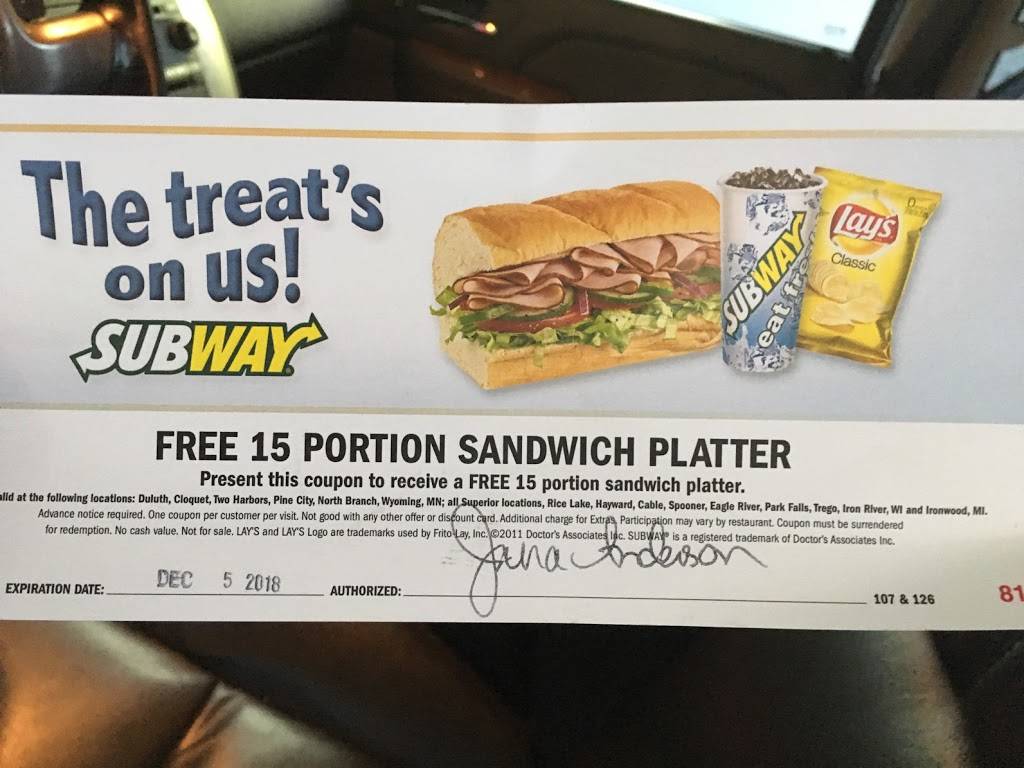 The treat's
on us!
SUBWAY
SUBWAY
eat
Lay's
Classic
FREE 15 PORTION SANDWICH PLATTER
Present this coupon to receive a FREE 15 portion sandwich platter.
alid at the following locations: Duluth, Cloquet, Two Harbors, Pine City, North Branch, Wyoming, MN; all Superior locations, Rice Lake, Hayward, Cable, Spooner, Eagle River, Park Falls, Trego, Iron River, WI and Ironwood, MI.
Advance notice required. One coupon per customer per visit. Not good with any other offer or discount card. Additional charge for Extra. Participation may vary by restaurant. Coupon must be surrendered
for redemption. No cash value. Not for sale. LAY'S and LAY'S Logo are trademarks used by Frito-Lay, Inc. ©2011 Doctor's Associates Inc. SUBWAY® is a registered trademark of Doctor's Associates Inc.
Jana Anderson
EXPIRATION DATE: DEC 5 2018 AUTHORIZED: 107 & 126 81